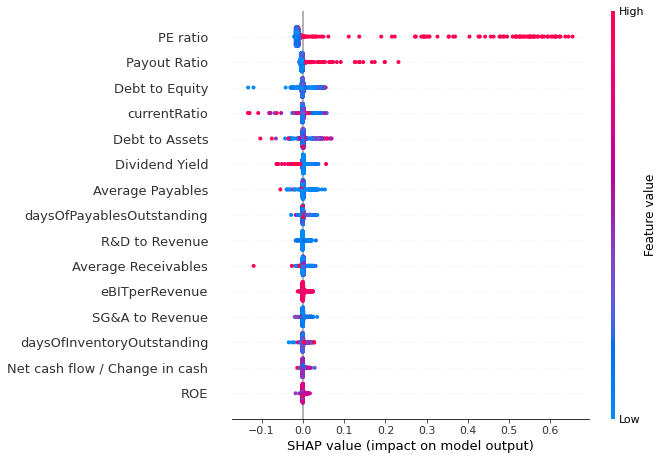 High
PE ratio
Payout Ratio
Debt to Equity
currentRatio
Debt to Assets
Dividend Yield
Average Payables
daysOfPayablesOutstanding
R&D to Revenue
Average Receivables
eBITperRevenue
SG&A to Revenue
daysOfInventoryOutstanding
Net cash flow / Change in cash
ROE
Feature value
Low
−0.1 0.0 0.1 0.2 0.3 0.4 0.5 0.6
SHAP value (impact on model output)